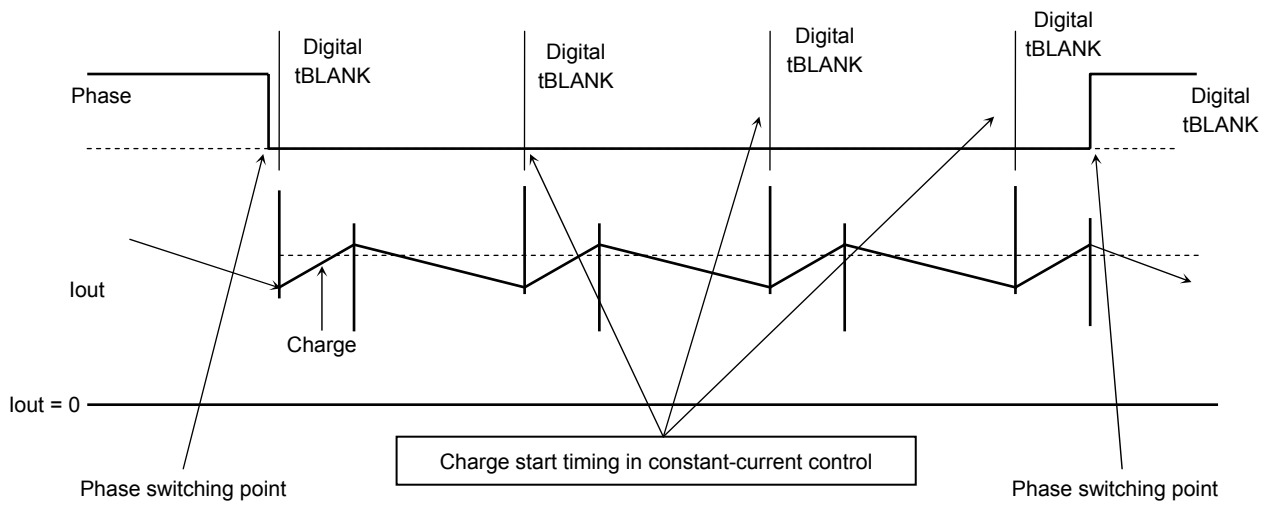 Digital
tBLANK
Digital
tBLANK
Digital
tBLANK
Digital
tBLANK
Phase
Digital
tBLANK
Iout
Charge
Iout = 0
Charge start timing in constant-current control
Phase switching point
Phase switching point